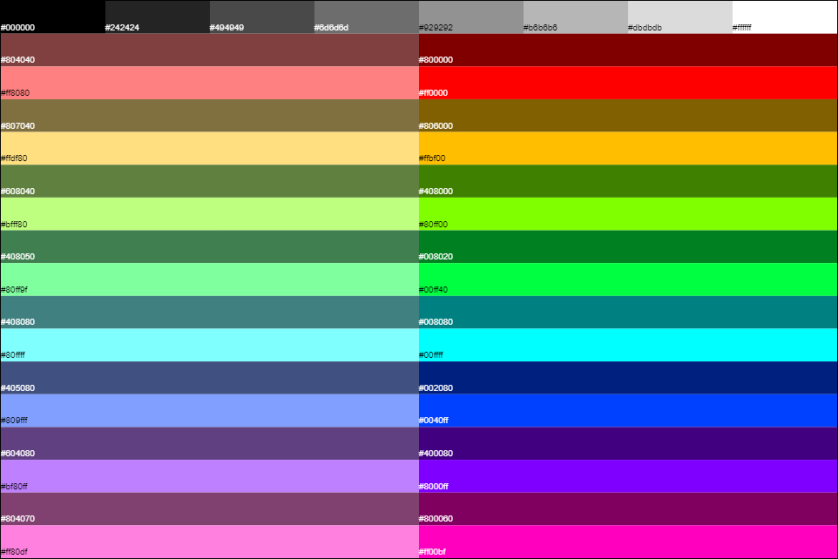 #000000 #242424 #494949 #6d6d6d #929292 #b6b6b6 #dbdbdb #ffffff
#804040 #800000
#ff8080 #ff0000
#807040 #806000
#ffdf80 #ffbf00
#608040 #408000
#bfff80 #80ff00
#408050 #008020
#80ff9f #00ff40
#408080 #008080
#80ffff #00ffff
#405080 #002080
#809fff #0040ff
#604080 #400080
#bf80ff #8000ff
#804070 #800060
#ff80df #ff00bf